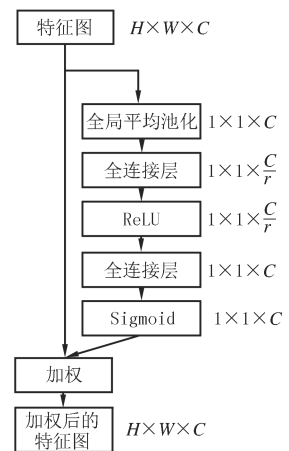 特征图 H×W×C
全局平均池化 1×1×C
全连接层 1×1×C/r
ReLU 1×1×C/r
全连接层 1×1×C
Sigmoid 1×1×C
加权
加权后的
特征图 H×W×C